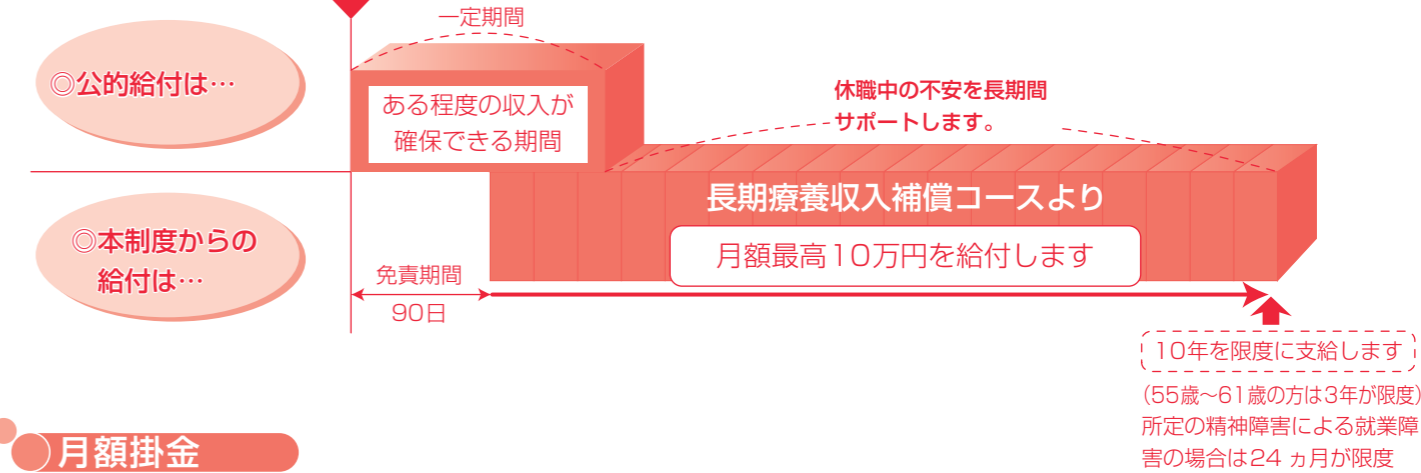 一定期間
◎公的給付は…
ある程度の収入が
確保できる期間
休職中の不安を長期間
サポートします。
長期療養収入補償コースより
月額最高10万円を給付します
◎本制度からの
給付は…
免責期間
90日
10年を限度に支給します
(55歳〜61歳の方は3年が限度)
所定の精神障害による就業障
害の場合は24ヵ月が限度
月額掛金